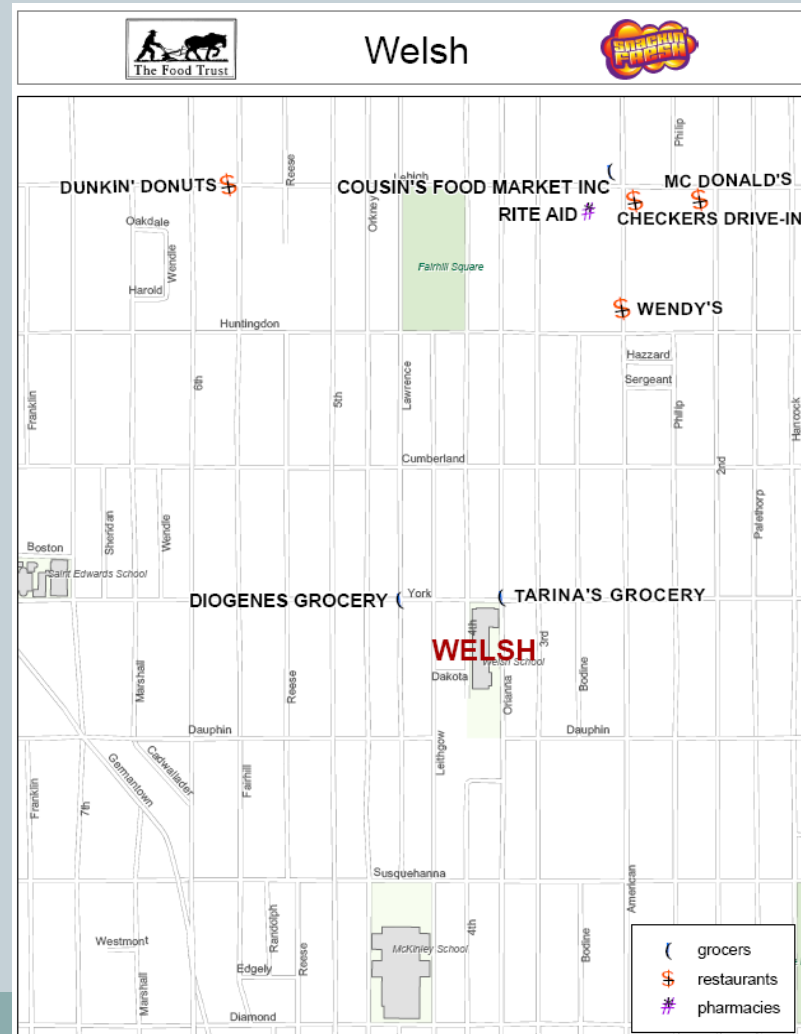 The Food Trust
Welsh
SNACKIN' FRESH
Philip
Reese
Lehigh
DUNKIN' DONUTS
COUSIN'S FOOD MARKET INC
MC DONALD'S
RITE AID
CHECKERS DRIVE-IN
Orkney
Oakdale
Wendle
Harold
Fairhill Square
WENDY'S
Huntingdon
Hazzard
Sergeant
Franklin
6th
5th
Lawrence
Philip
Hancock
Cumberland
2nd
Sheridan
Wendle
Palethorp
Boston
Saint Edwards School
DIOGENES GROCERY
York
TARINA'S GROCERY
4th
3rd
WELSH
Welsh School
Marshall
Reese
Dakota
Orianna
Bodine
Dauphin
Dauphin
Leithgow
Cadwallader
Germantown
Fairhill
Franklin
7th
Susquehanna
American
Randolph
Reese
4th
Bodine
Westmont
McKinley School
Marshall
Edgely
Diamond
grocers
restaurants
pharmacies